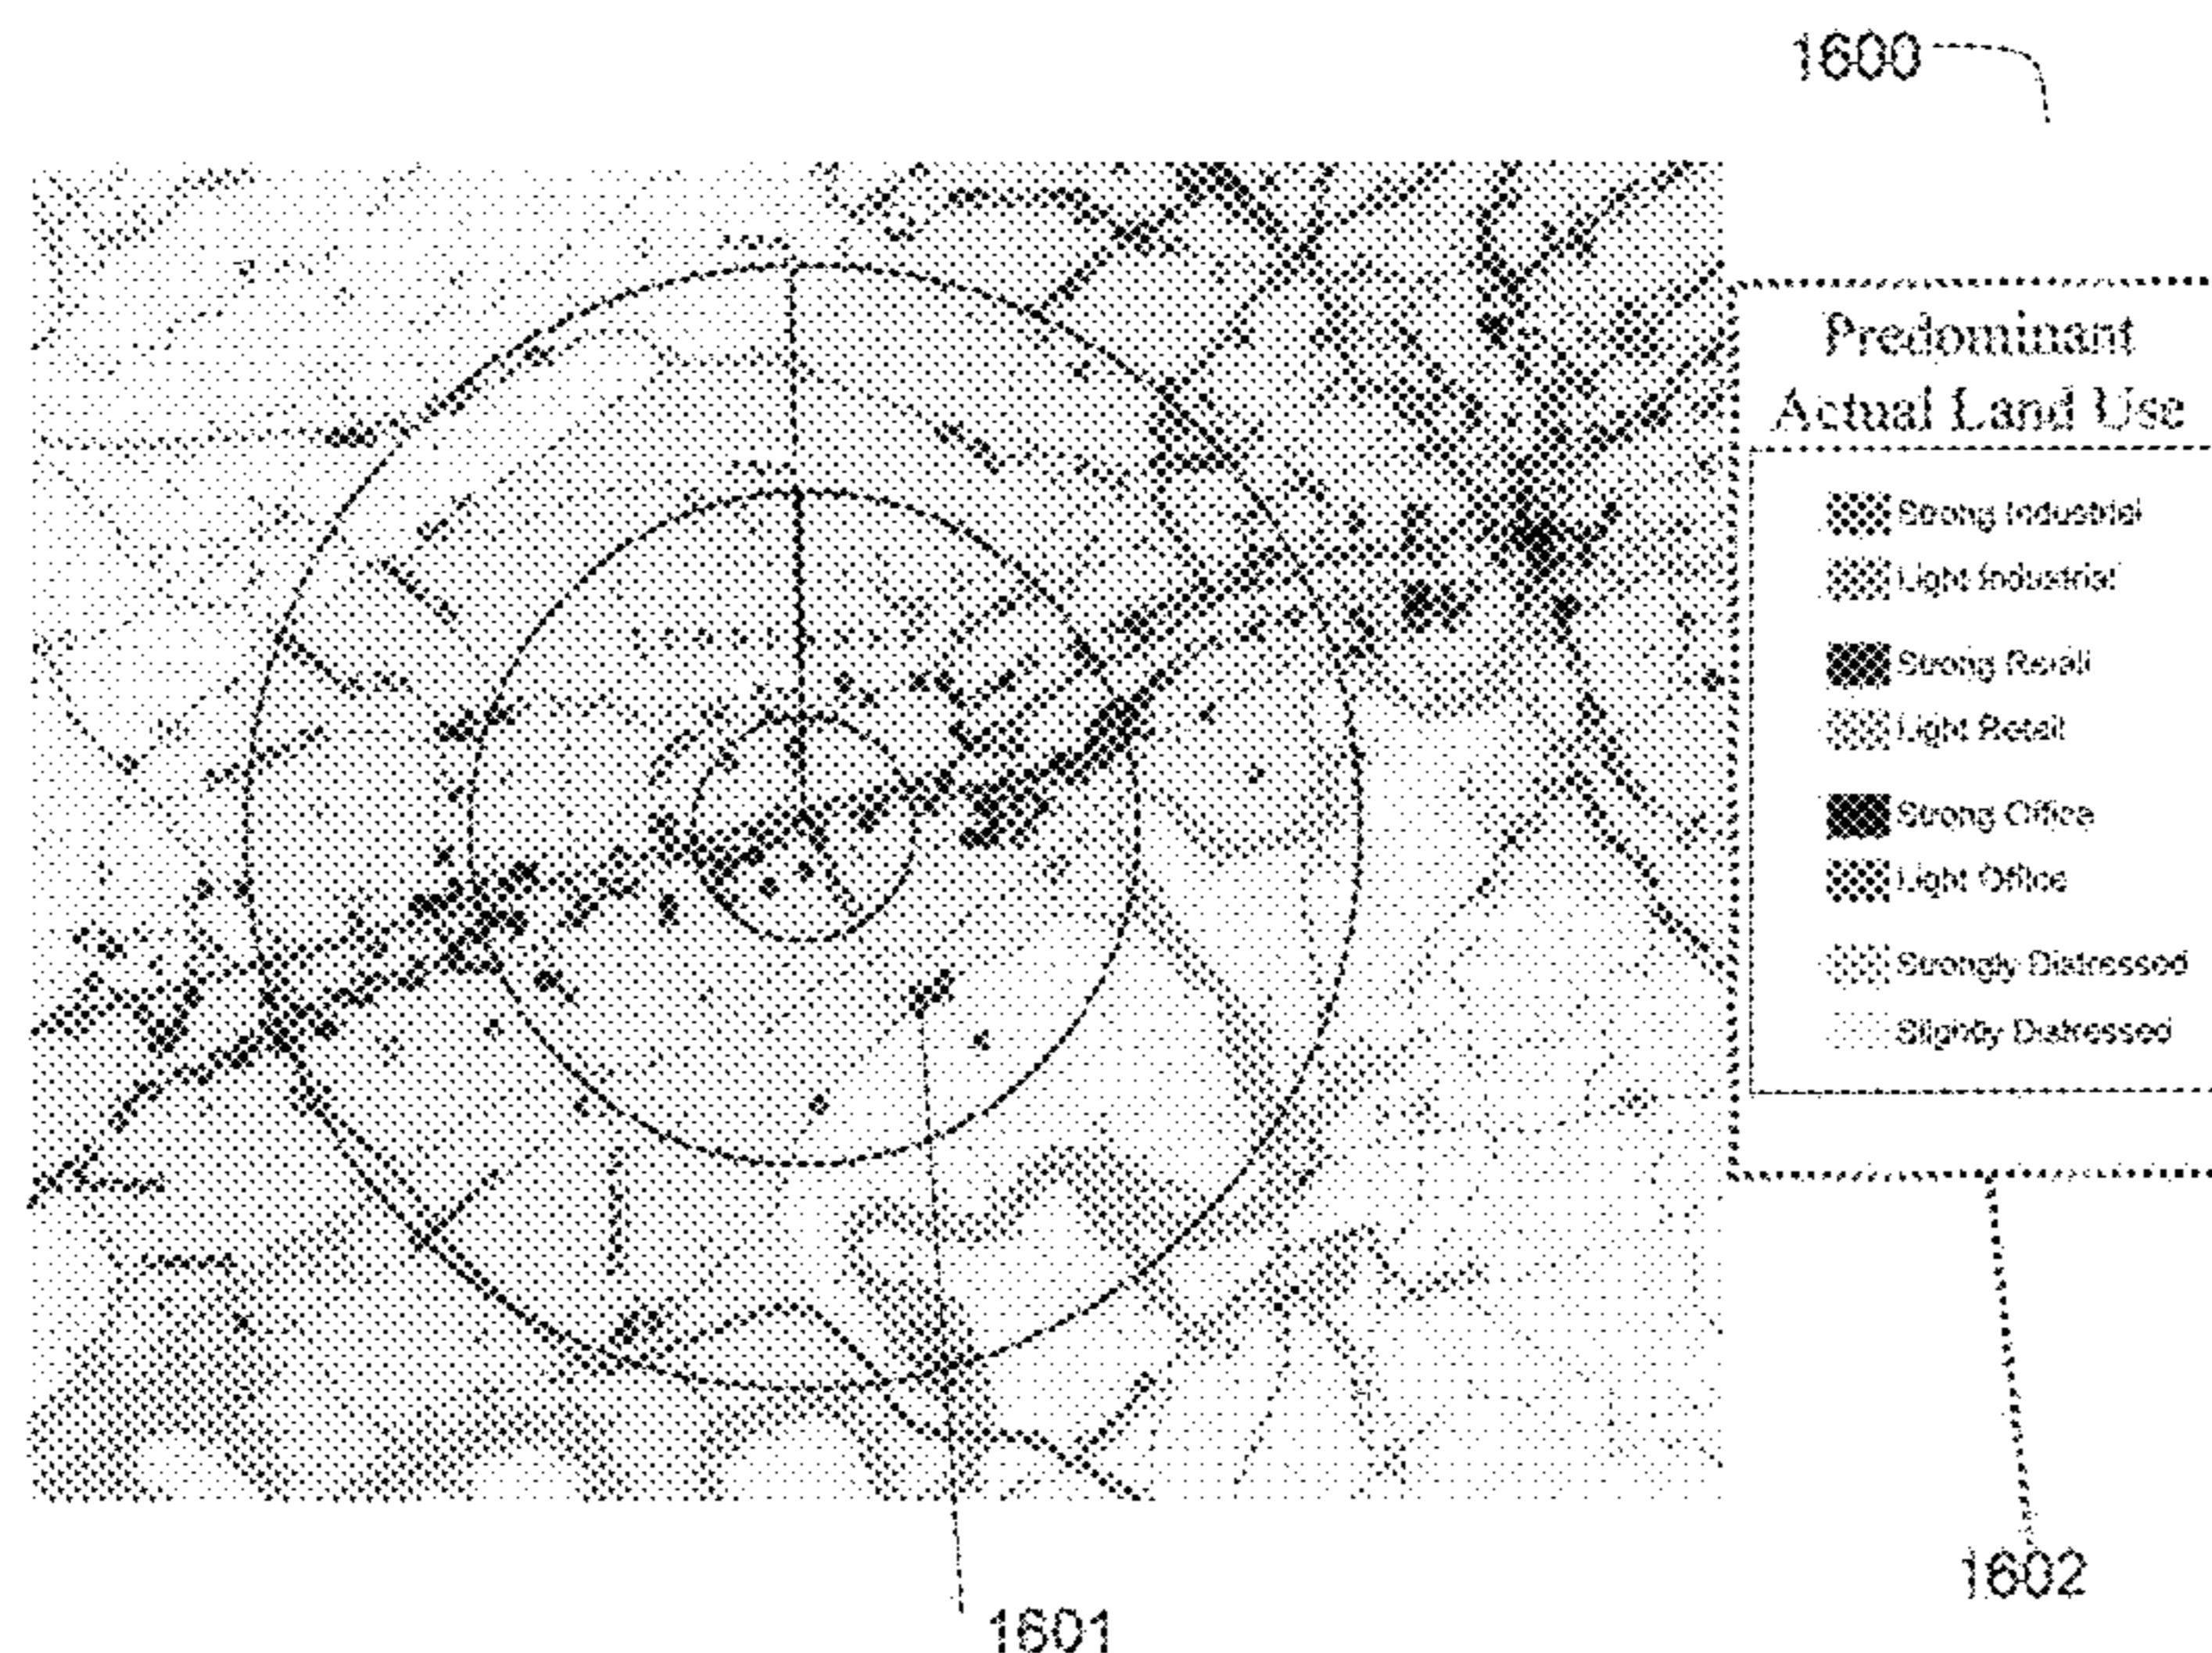 1600
Predominant
Actual Land Use
Strong Industrial
Light Industrial
Strong Retail
Light Retail
Strong Office
Light Office
Strongly Distressed
Slightly Distressed
1602
1601